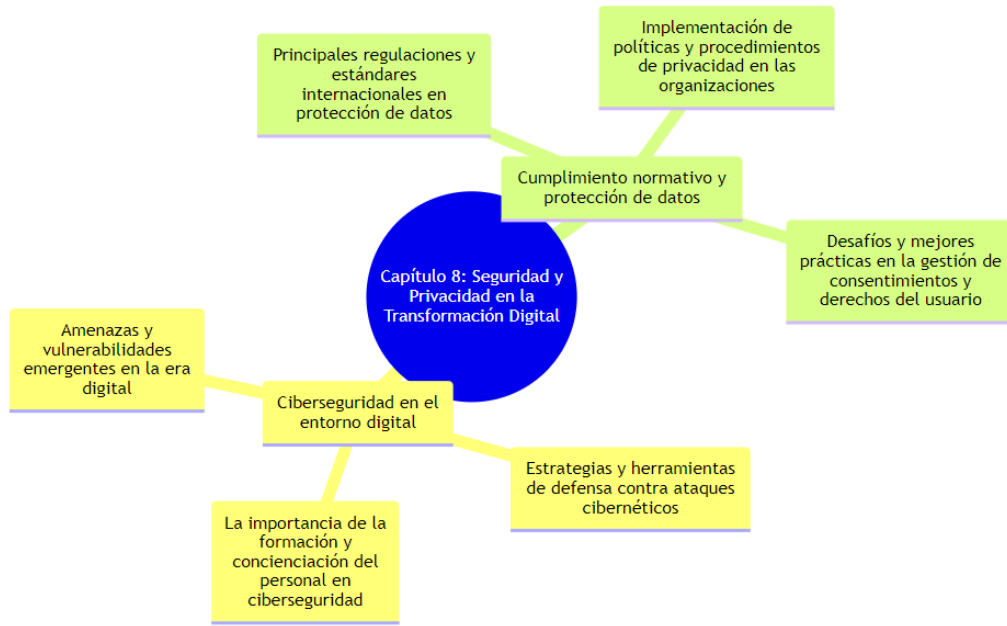 Implementación de
políticas y procedimientos
de privacidad en las
organizaciones
Principales regulaciones y
estándares
internacionales en
protección de datos
Cumplimiento normativo y
protección de datos
Desafíos y mejores
prácticas en la gestión de
consentimientos y
derechos del usuario
Capítulo 8: Seguridad y
Privacidad en la
Transformación Digital
Amenazas y
vulnerabilidades
emergentes en la era
digital
Ciberseguridad en el
entorno digital
Estrategias y herramientas
de defensa contra ataques
cibernéticos
La importancia de la
formación y
concienciación del
personal en
ciberseguridad